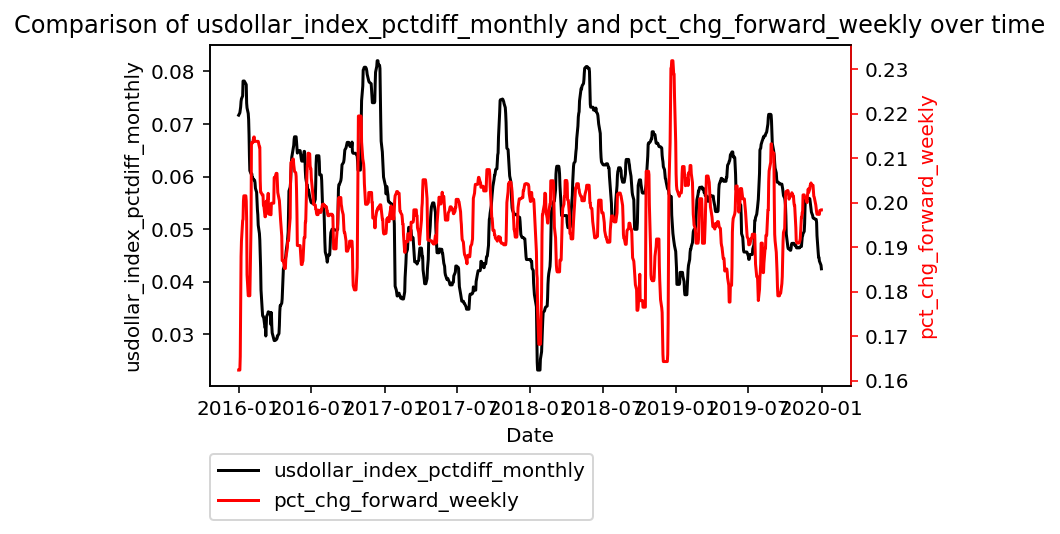 Comparison of usdollar_index_pctdiff_monthly and pct_chg_forward_weekly over time
usdollar_index_pctdiff_monthly
0.08
0.07
0.06
0.05
0.04
0.03
0.23
0.22
0.21
0.20
0.19
0.18
0.17
0.16
pct_chg_forward_weekly
2016-01 2016-07 2017-01 2017-07 2018-01 2018-07 2019-01 2019-07 2020-01
Date
usdollar_index_pctdiff_monthly
pct_chg_forward_weekly